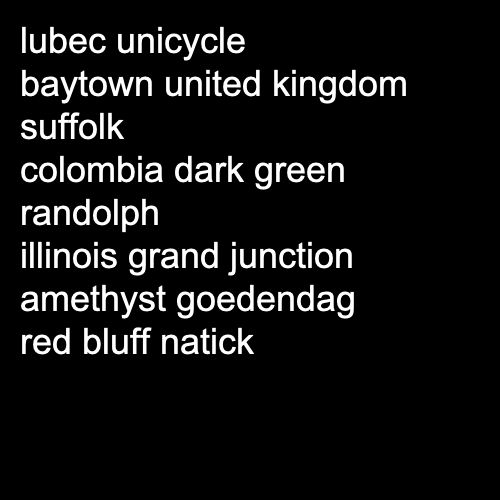 lubec unicycle
baytown united kingdom
suffolk
colombia dark green
randolph
illinois grand junction
amethyst goedendag
red bluff natick